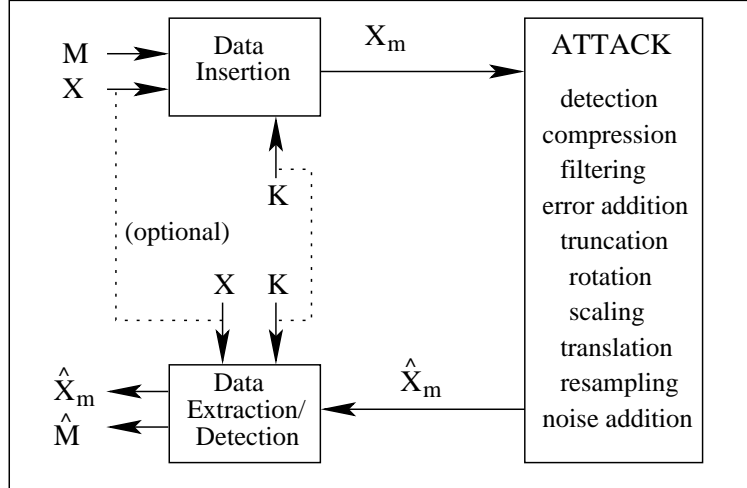 M
X
Data
Insertion
X_m
K
(optional)
X
K
X̂_m
M̂
Data
Extraction/
Detection
X̂_m
ATTACK
detection
compression
filtering
error addition
truncation
rotation
scaling
translation
resampling
noise addition